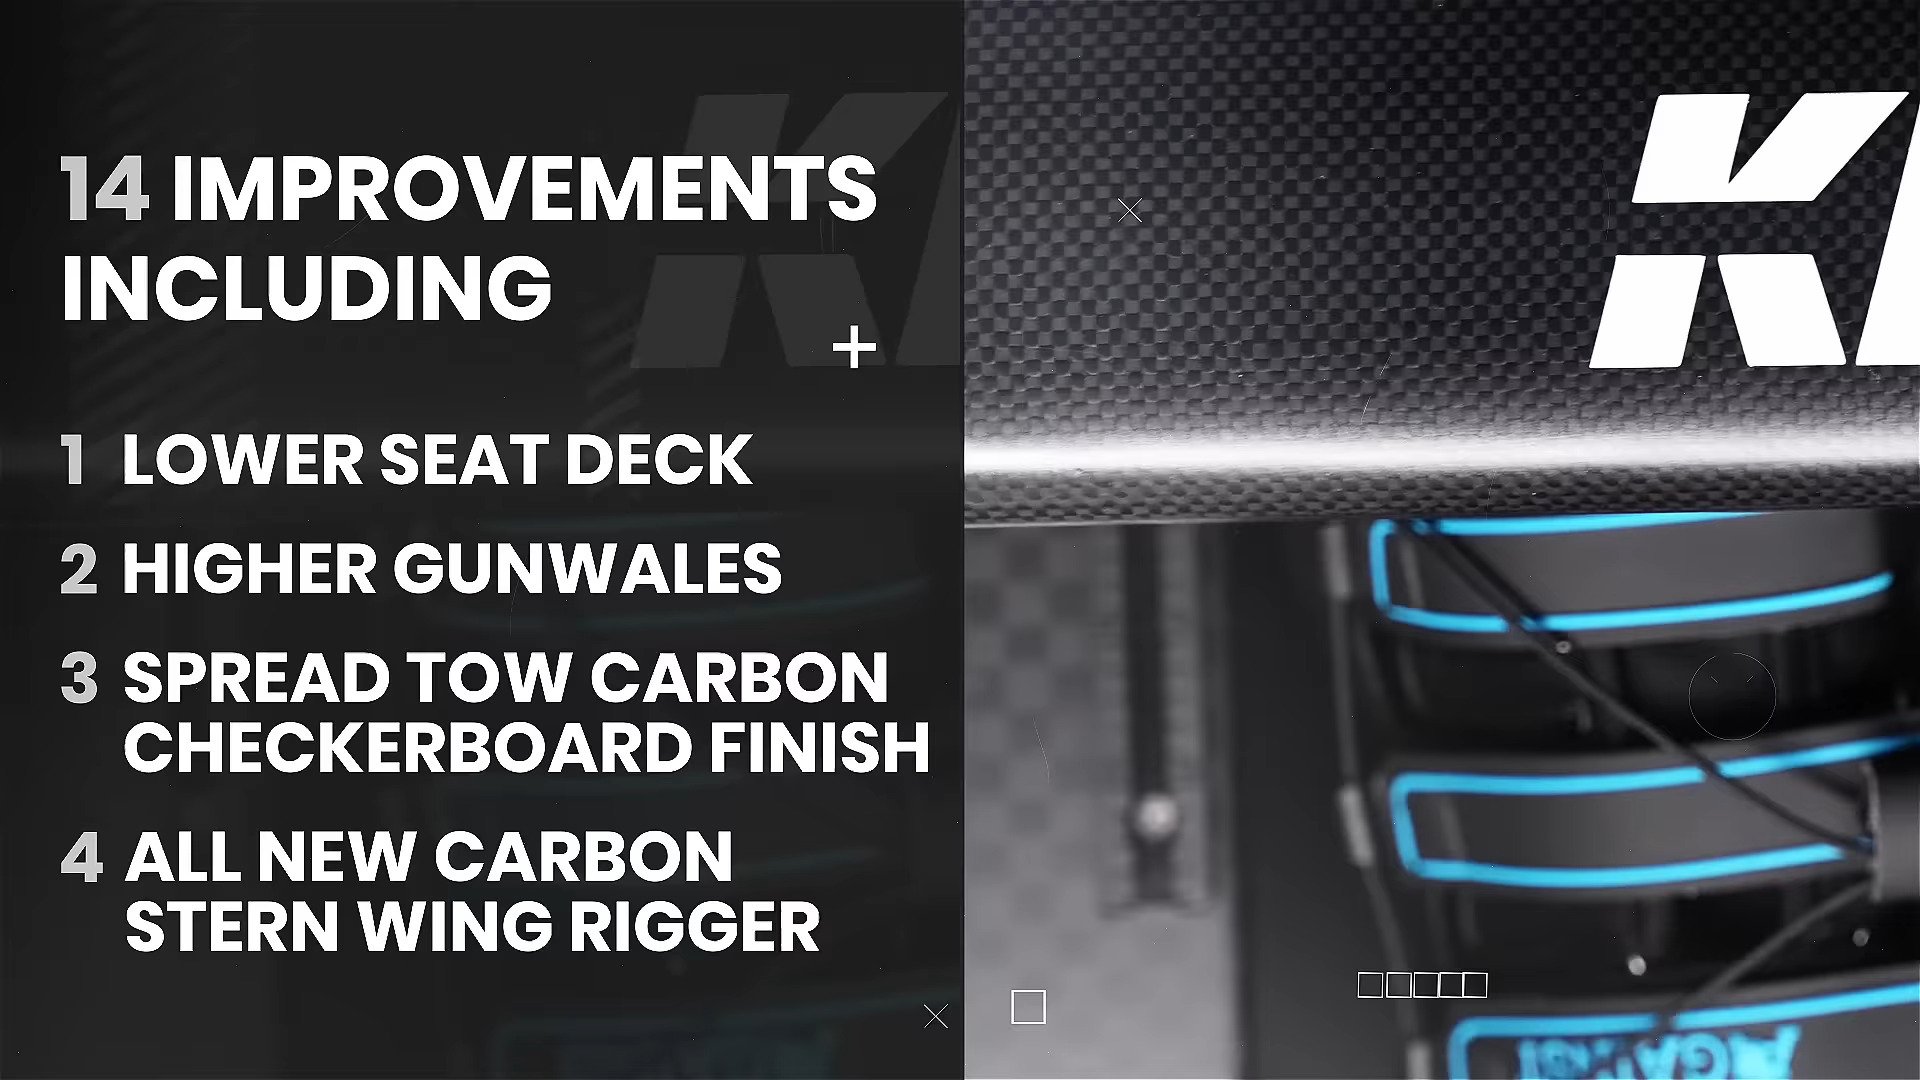 14 IMPROVEMENTS
INCLUDING
1 LOWER SEAT DECK
2 HIGHER GUNWALES
3 SPREAD TOW CARBON
CHECKERBOARD FINISH
4 ALL NEW CARBON
STERN WING RIGGER